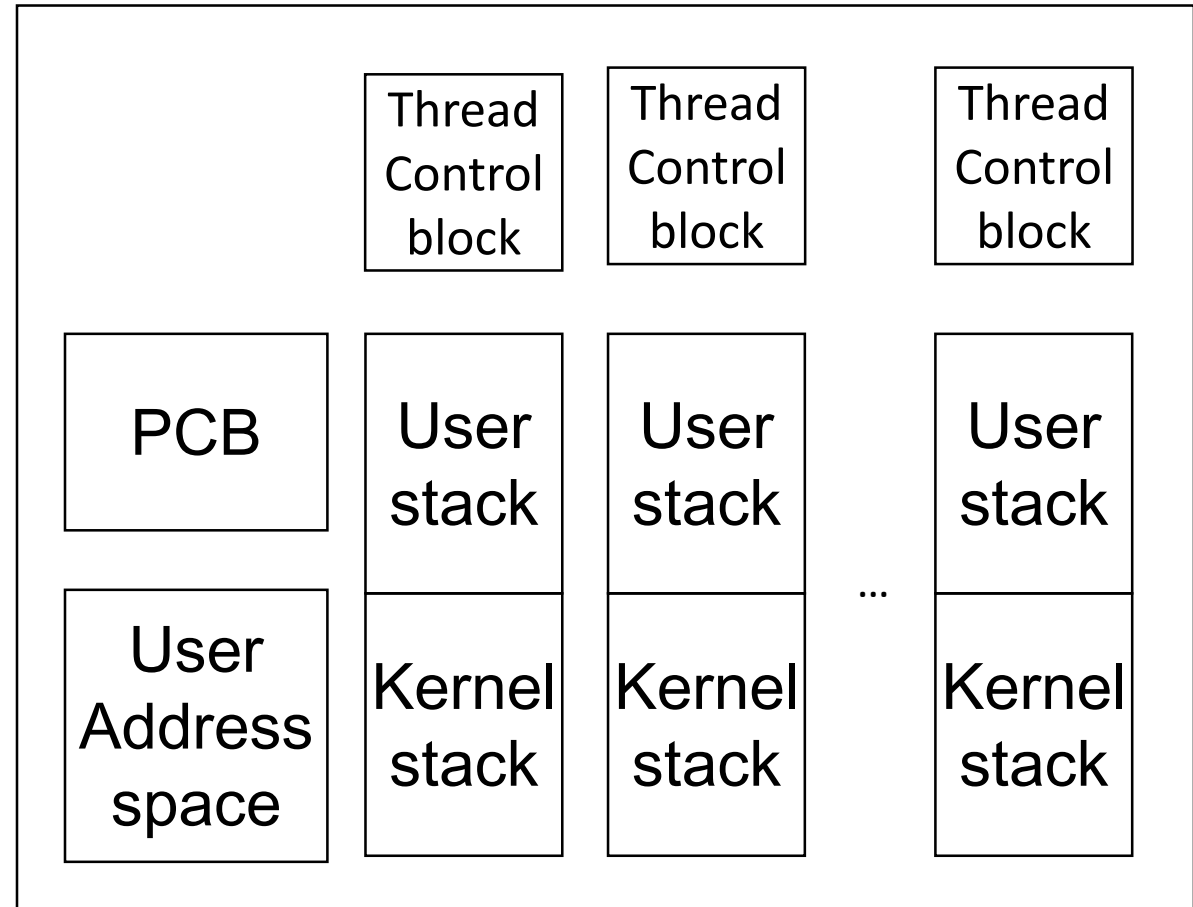 Thread
Control
block
Thread
Control
block
Thread
Control
block
PCB
User
stack
User
stack
User
stack
User
Address
space
Kernel
stack
Kernel
stack
...
Kernel
stack